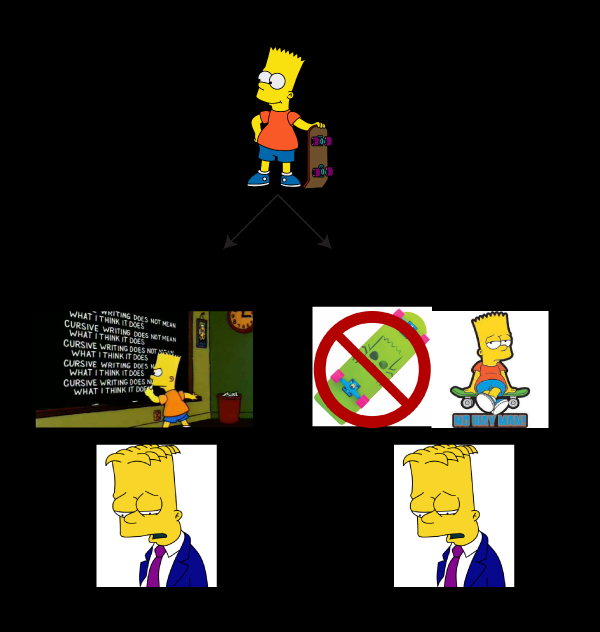 WRITING DOES NOT MEAN
WHAT I THINK IT DOES
CURSIVE WRITING DOES NOT MEAN
WHAT I THINK IT DOES
CURSIVE WRITING DOES NOT MEAN
WHAT I THINK IT DOES
CURSIVE WRITING DOES
WHAT I THINK IT DOES
CURSIVE WRITING DOES
WHAT I THINK IT DOES
NO WAY MAN!